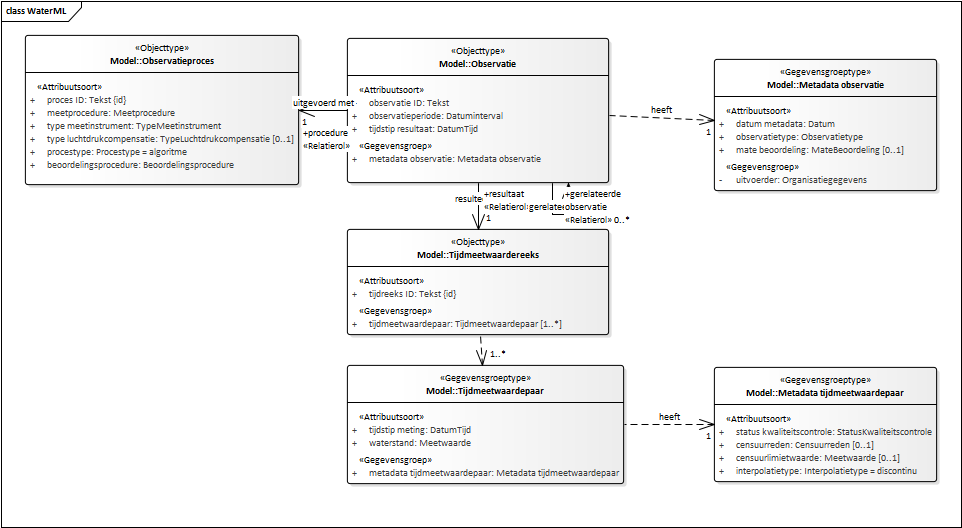 class WaterML
«Objecttype»
Model::Observatieproces
«Attribuutsoort»
+ proces ID: Tekst {id}
+ meetprocedure: Meetprocedure
+ type meetinstrument: TypeMeetinstrument
+ type luchtdrukcompensatie: TypeLuchtdrukcompensatie [0..1]
+ procestype: Procestype = algoritme
+ beoordelingsprocedure: Beoordelingsprocedure
uitgevoerd met
1
+procedure
«Relatierol»
«Objecttype»
Model::Observatie
«Attribuutsoort»
+ observatie ID: Tekst
+ observatieperiode: Datuminterval
+ tijdstip resultaat: DatumTijd
«Gegevensgroep»
+ metadata observatie: Metadata observatie
heeft
1
«Gegevensgroeptype»
Model::Metadata observatie
«Attribuutsoort»
+ datum metadata: Datum
+ observatietype: Observatietype
+ mate beoordeling: MateBeoordeling [0..1]
«Gegevensgroep»
- uitvoerder: Organisatiegegevens
+resultaat
«Relatierol
1
+gerelateerde
observatie
«Relatierol» 0..*
«Objecttype»
Model::Tijdmeetwaardereeks
«Attribuutsoort»
+ tijdreeks ID: Tekst {id}
«Gegevensgroep»
+ tijdmeetwaardepaar: Tijdmeetwaardepaar [1..*]
1..*
«Gegevensgroeptype»
Model::Tijdmeetwaardepaar
«Attribuutsoort»
+ tijdstip meting: DatumTijd
+ waterstand: Meetwaarde
«Gegevensgroep»
+ metadata tijdmeetwaardepaar: Metadata tijdmeetwaardepaar
heeft
1
«Gegevensgroeptype»
Model::Metadata tijdmeetwaardepaar
«Attribuutsoort»
+ status kwaliteitscontrole: StatusKwaliteitscontrole
+ censuurreden: Censuurreden [0..1]
+ censuurlimietwaarde: Meetwaarde [0..1]
+ interpolatietype: Interpolatietype = discontinu